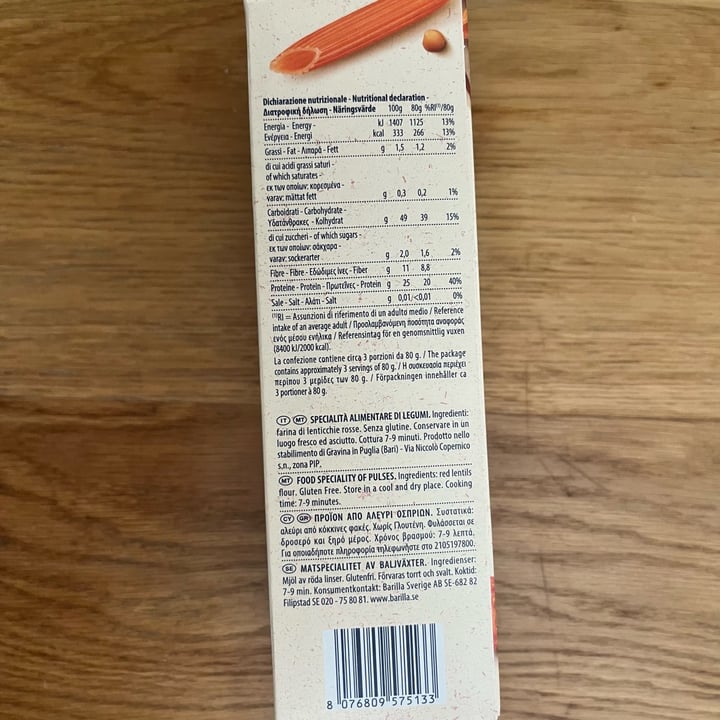 Dichiarazione nutrizionale - Nutritional declaration -
Διατροφική δήλωση - Näringsvärde 100g 80g %RI⁽¹⁾/80g
Energia - Energy - kJ 1407 1125 13%
Ενέργεια - Energi kcal 333 266 13%
Grassi - Fat - Λιπαρά - Fett g 1,5 1,2 2%
di cui acidi grassi saturi -
of which saturates -
εκ των οποίων: κορεσμένα -
varav: mättat fett g 0,3 0,2 1%
Carboidrati - Carbohydrate -
Υδατάνθρακες - Kolhydrat g 49 39 15%
di cui zuccheri - of which sugars -
εκ των οποίων: σάκχαρα -
varav: sockerarter g 2,0 1,6 2%
Fibre - Fibre - Εδώδιμες ίνες - Fiber g 11 8,8
Proteine - Protein - Πρωτεΐνες - Protein g 25 20 40%
Sale - Salt - Αλάτι - Salt g 0,01 <0,01 0%
⁽¹⁾RI = Assunzioni di riferimento di un adulto medio / Reference
intake of an average adult / Προσλαμβανόμενη ποσότητα αναφοράς
ενός μέσου ενήλικα / Referensintag för en genomsnittlig vuxen
(8400 kJ/2000 kcal).
La confezione contiene circa 3 porzioni da 80 g. / The package
contains approximately 3 servings of 80 g. / Η συσκευασία περιέχει
περίπου 3 μερίδες των 80 g. / Förpackningen innehåller ca
3 portioner à 80 g.
IT MT SPECIALITÀ ALIMENTARE DI LEGUMI. Ingredienti:
farina di lenticchie rosse. Senza glutine. Conservare in un
luogo fresco ed asciutto. Cottura 7-9 minuti. Prodotto nello
stabilimento di Gravina in Puglia (Bari) - Via Niccolò Copernico
s.n., zona PIP.
MT FOOD SPECIALITY OF PULSES. Ingredients: red lentils
flour. Gluten Free. Store in a cool and dry place. Cooking
time: 7-9 minutes.
CY GR ΠΡΟΪΟΝ ΑΠΟ ΑΛΕΥΡΙ ΟΣΠΡΙΩΝ. Συστατικά:
αλεύρι από κόκκινες φακές. Χωρίς Γλουτένη. Φυλάσσεται σε
δροσερό και ξηρό μέρος. Χρόνος βρασμού: 7-9 λεπτά.
Για οποιαδήποτε πληροφορία τηλεφωνήστε στο 2105197800.
SE MATSPECIALITET AV BALJVÄXTER. Ingredienser:
Mjöl av röda linser. Glutenfri. Förvaras torrt och svalt. Koktid:
7-9 min. Konsumentkontakt: Barilla Sverige AB SE-682 82
Filipstad SE 020 - 75 80 81. www.barilla.se
8 076809 575133